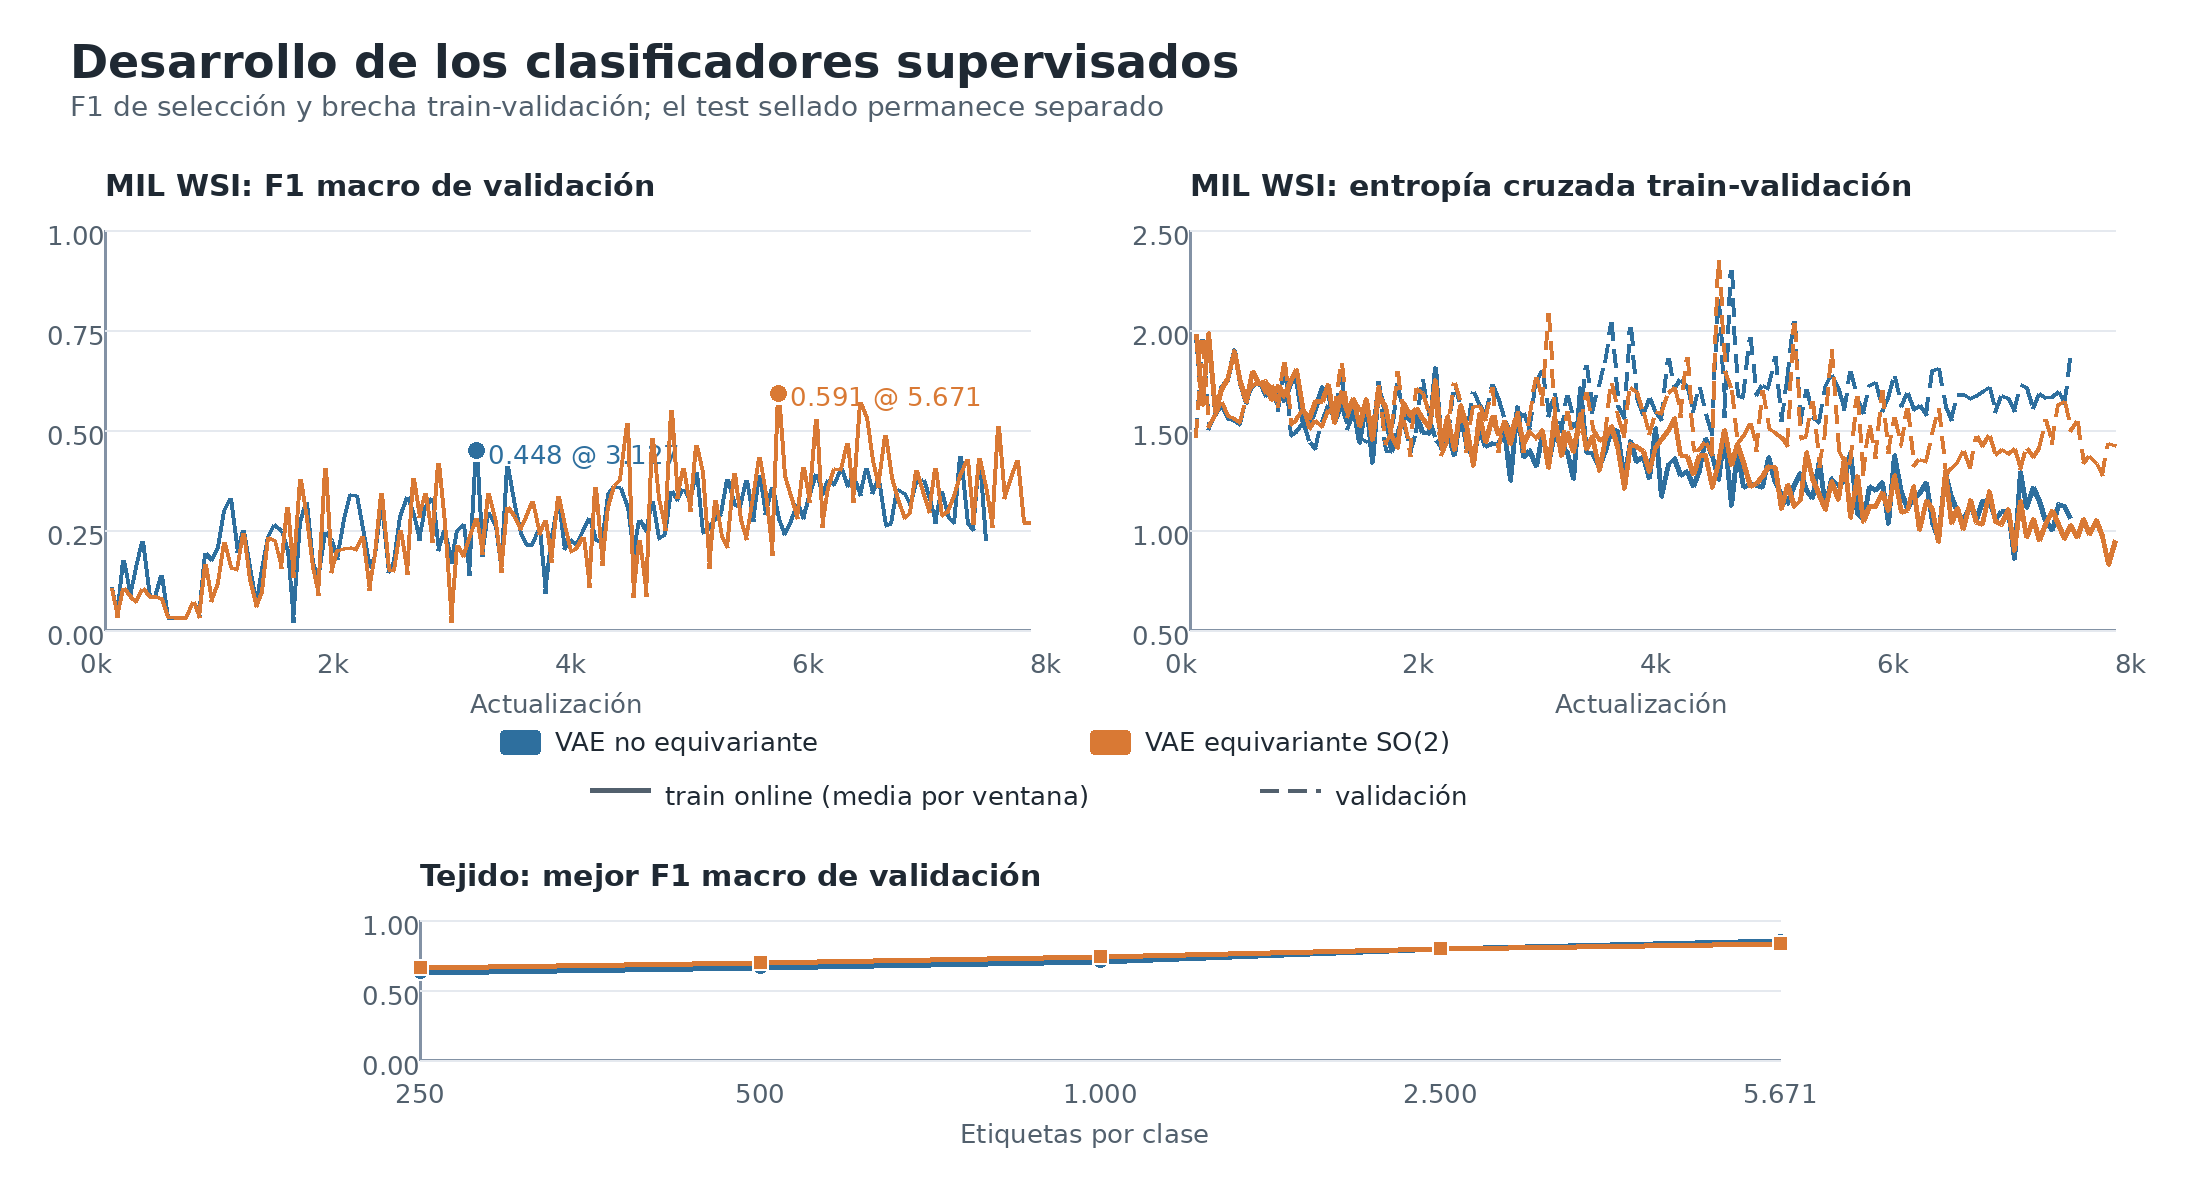 Desarrollo de los clasificadores supervisados
F1 de selección y brecha train-validación; el test sellado permanece separado
MIL WSI: F1 macro de validación
1.00
0.75
0.50
0.25
0.00
0k 2k 4k 6k 8k
Actualización
0.448 @ 3.127
0.591 @ 5.671
MIL WSI: entropía cruzada train-validación
2.50
2.00
1.50
1.00
0.50
0k 2k 4k 6k 8k
Actualización
VAE no equivariante
VAE equivariante SO(2)
train online (media por ventana)
validación
Tejido: mejor F1 macro de validación
1.00
0.50
0.00
250 500 1.000 2.500 5.671
Etiquetas por clase